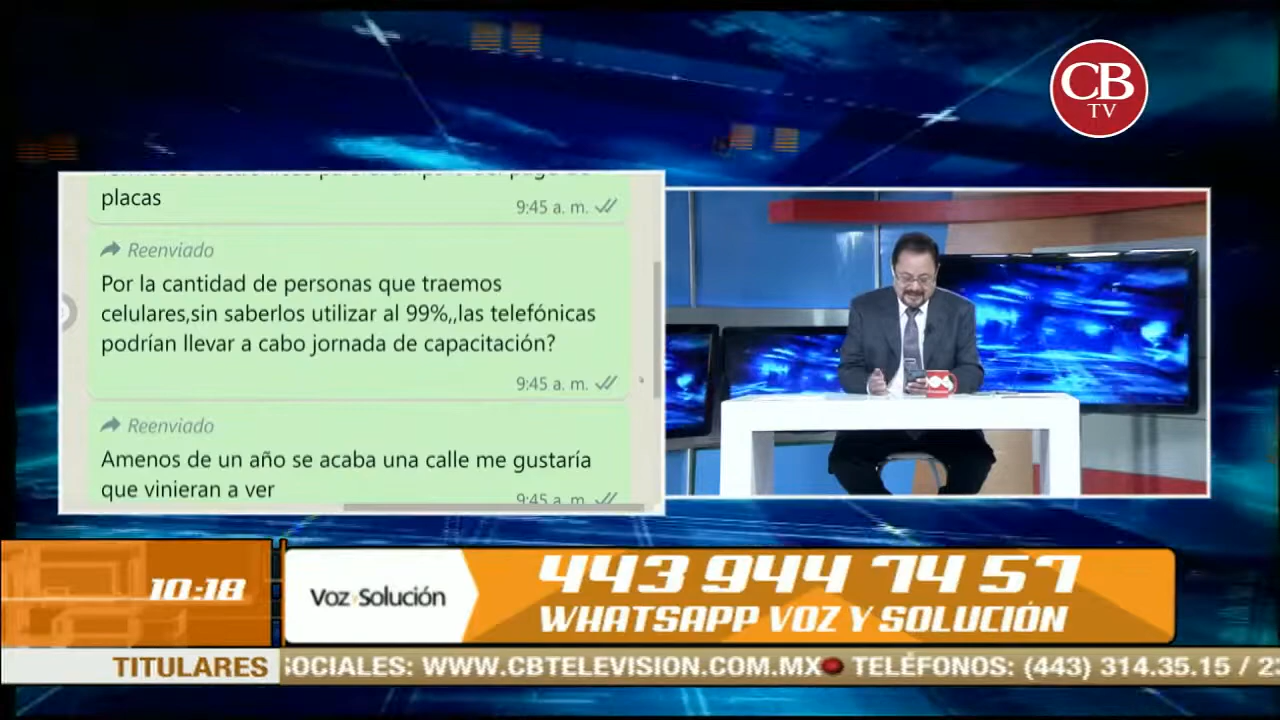 CB
TV
placas
9:45 a. m.
Reenviado
Por la cantidad de personas que traemos
celulares,sin saberlos utilizar al 99%,,las telefónicas
podrían llevar a cabo jornada de capacitación?
9:45 a. m.
Reenviado
Amenos de un año se acaba una calle me gustaría
que vinieran a ver
9:45 a. m.
10:18
Voz y Solución
443 944 74 57
WHATSAPP VOZ Y SOLUCIÓN
TITULARES
SOCIALES: WWW.CBTELEVISION.COM.MX TELÉFONOS: (443) 314.35.15 /